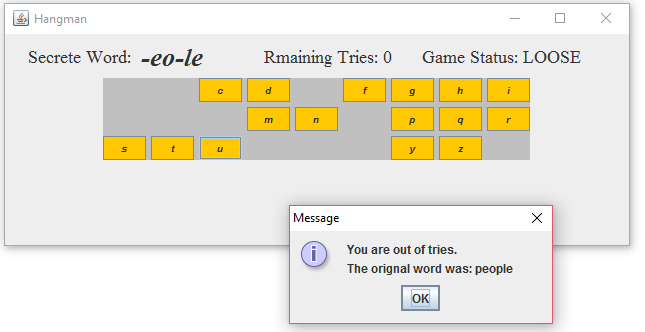 Hangman
Secrete Word: -eo-le Rmaining Tries: 0 Game Status: LOOSE
c d f g h i
m n p q r
s t u y z
Message
You are out of tries.
The orignal word was: people
OK